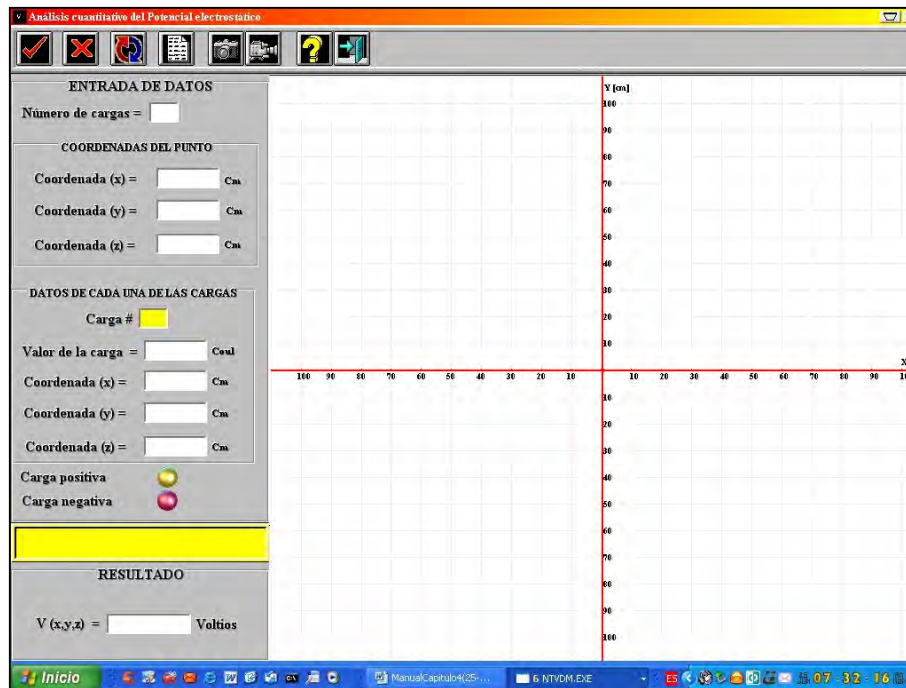 Análisis cuantitativo del Potencial electrostático
ENTRADA DE DATOS
Número de cargas =
COORDENADAS DEL PUNTO
Coordenada (x) = Cm
Coordenada (y) = Cm
Coordenada (z) = Cm
DATOS DE CADA UNA DE LAS CARGAS
Carga #
Valor de la carga = Coul
Coordenada (x) = Cm
Coordenada (y) = Cm
Coordenada (z) = Cm
Carga positiva
Carga negativa
RESULTADO
V (x,y,z) = Voltios
Y [cm]
100
90
80
70
60
50
40
30
20
10
X
100 90 80 70 60 50 40 30 20 10 10 20 30 40 50 60 70 80 90
10
20
30
40
50
60
70
80
90
100
Inicio ManualCapitulo4(25-... 6 NTVDM.EXE ES 07:32:16